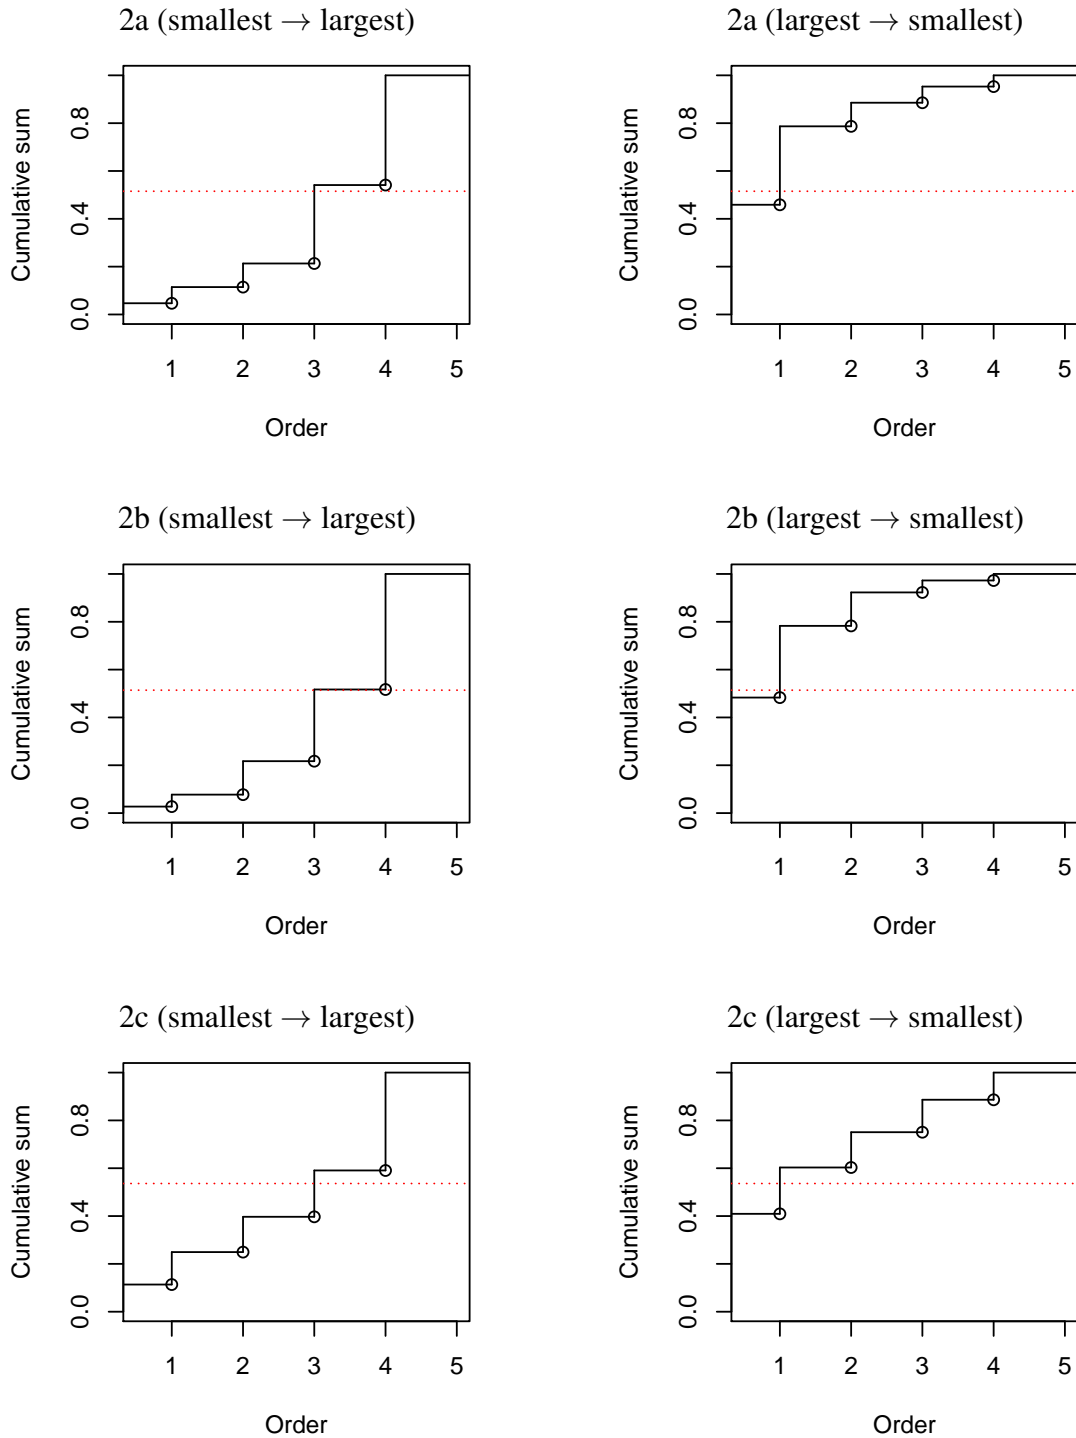 2a (smallest → largest)
Cumulative sum
0.0 0.4 0.8
1 2 3 4 5
Order
2a (largest → smallest)
Cumulative sum
0.0 0.4 0.8
1 2 3 4 5
Order
2b (smallest → largest)
Cumulative sum
0.0 0.4 0.8
1 2 3 4 5
Order
2b (largest → smallest)
Cumulative sum
0.0 0.4 0.8
1 2 3 4 5
Order
2c (smallest → largest)
Cumulative sum
0.0 0.4 0.8
1 2 3 4 5
Order
2c (largest → smallest)
Cumulative sum
0.0 0.4 0.8
1 2 3 4 5
Order